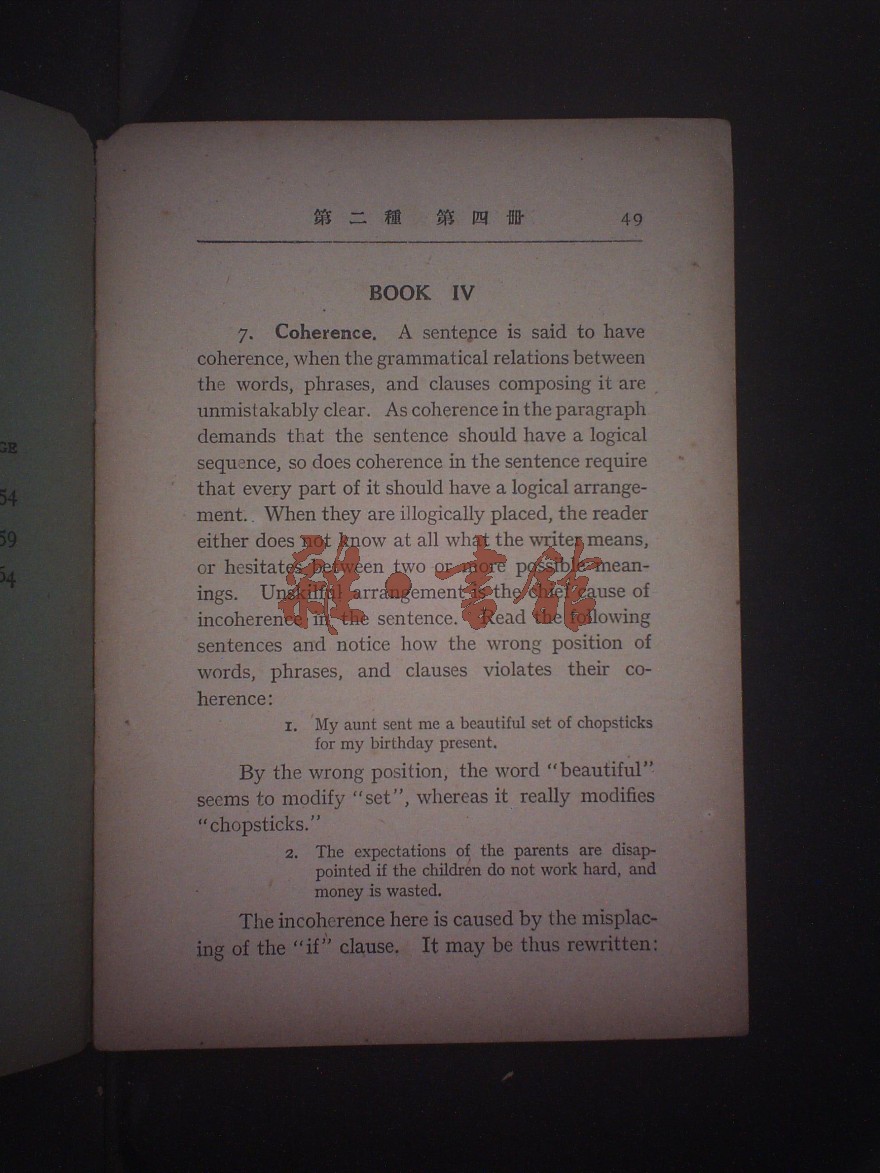 第二種 第四冊 49
BOOK IV
7. Coherence. A sentence is said to have
coherence, when the grammatical relations between
the words, phrases, and clauses composing it are
unmistakably clear. As coherence in the paragraph
demands that the sentence should have a logical
sequence, so does coherence in the sentence require
that every part of it should have a logical arrange-
ment. When they are illogically placed, the reader
either does not know at all what the writer means,
or hesitates between two or more possible mean-
ings. Unskilful arrangement is the chief cause of
incoherence in the sentence. Read the following
sentences and notice how the wrong position of
words, phrases, and clauses violates their co-
herence:
1. My aunt sent me a beautiful set of chopsticks
for my birthday present.
By the wrong position, the word "beautiful"
seems to modify "set", whereas it really modifies
"chopsticks."
2. The expectations of the parents are disap-
pointed if the children do not work hard, and
money is wasted.
The incoherence here is caused by the misplac-
ing of the "if" clause. It may be thus rewritten:
GE
54
59
64
雜·書館